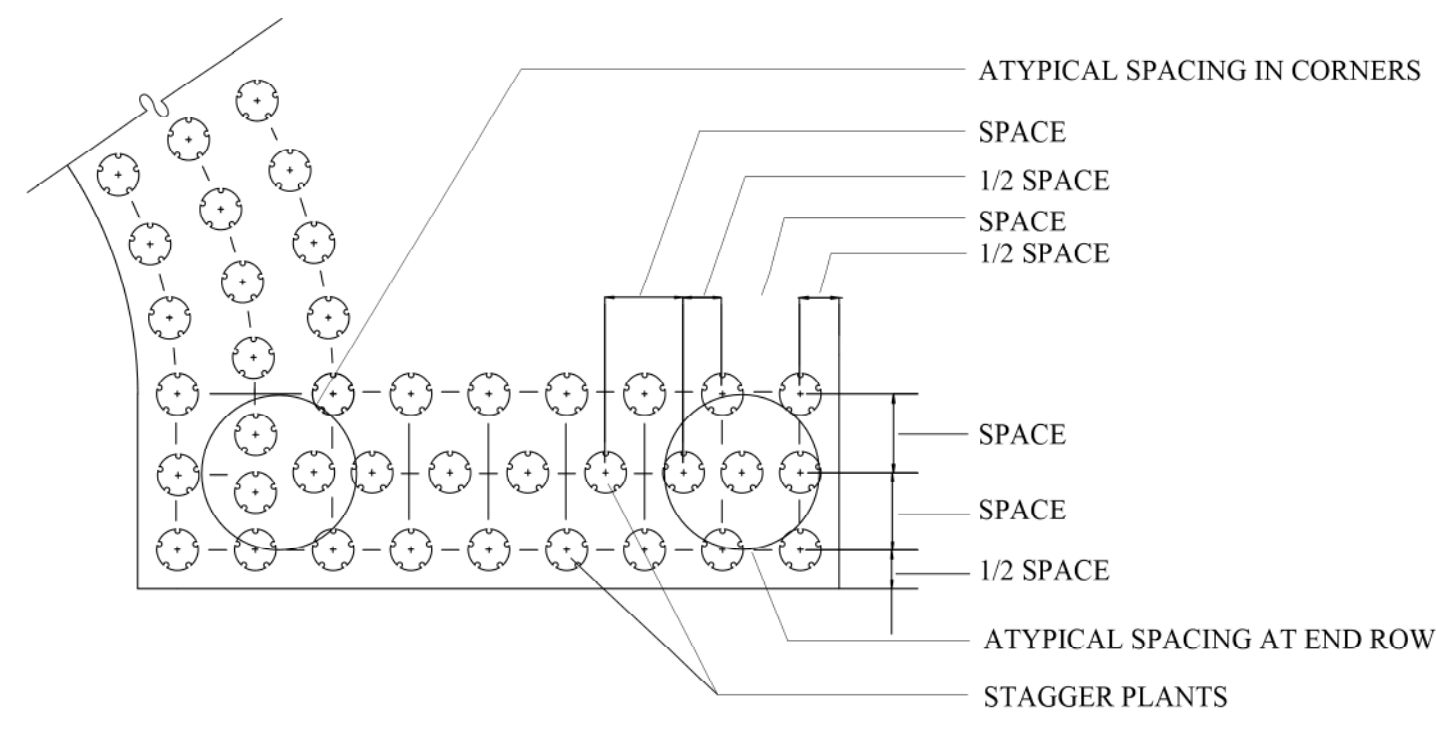 ATYPICAL SPACING IN CORNERS
SPACE
1/2 SPACE
SPACE
1/2 SPACE
SPACE
SPACE
1/2 SPACE
ATYPICAL SPACING AT END ROW
STAGGER PLANTS